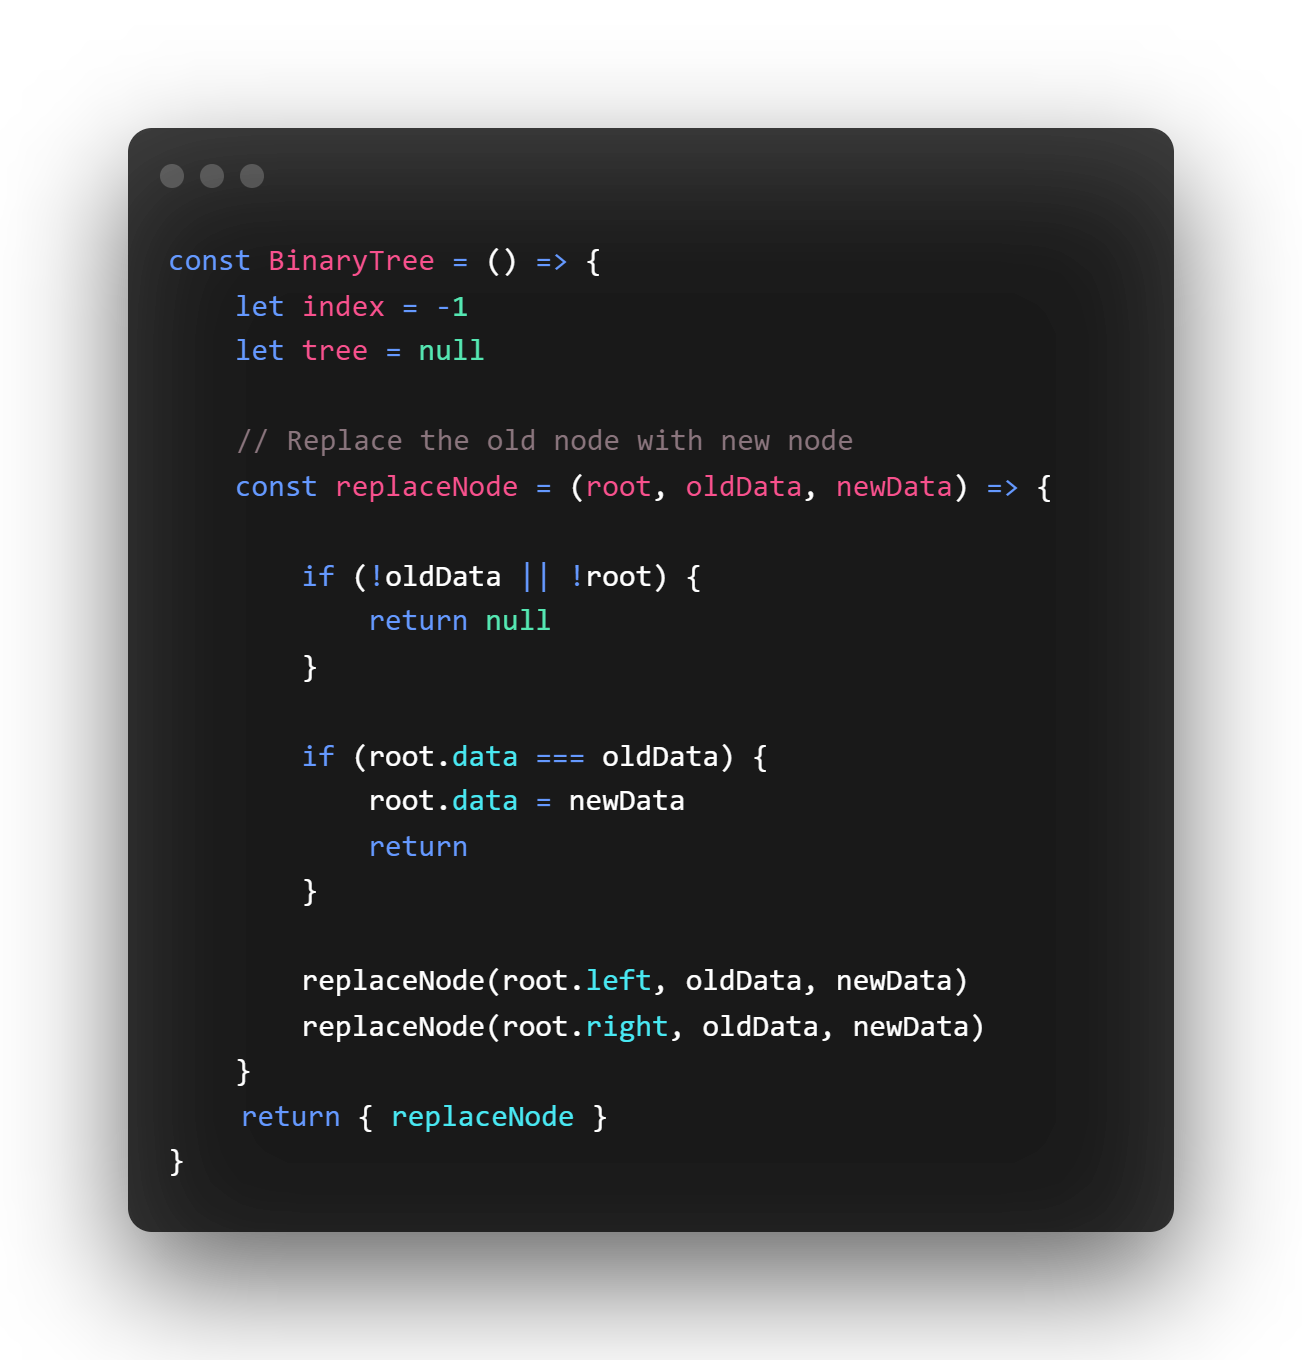 const BinaryTree = () => {
    let index = -1
    let tree = null

    // Replace the old node with new node
    const replaceNode = (root, oldData, newData) => {

        if (!oldData || !root) {
            return null
        }

        if (root.data === oldData) {
            root.data = newData
            return
        }

        replaceNode(root.left, oldData, newData)
        replaceNode(root.right, oldData, newData)
    }
    return { replaceNode }
}